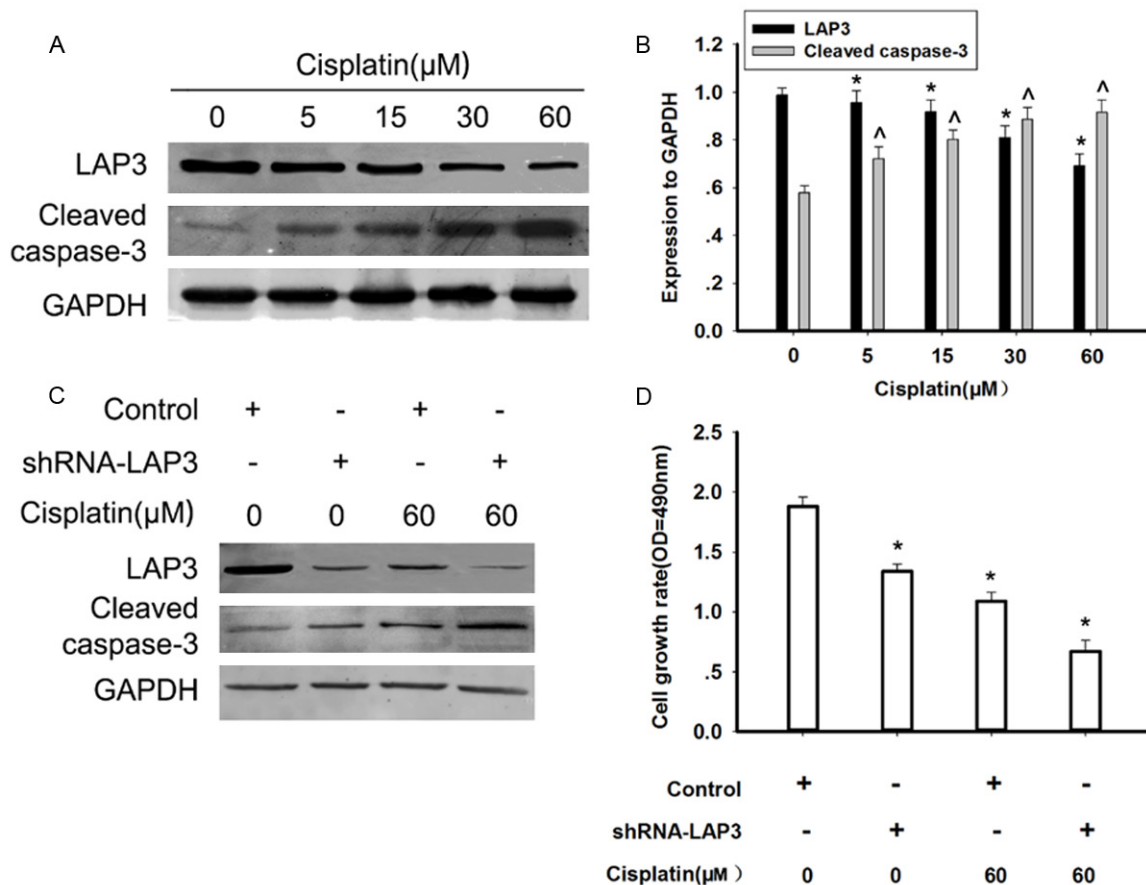 A
Cisplatin(µM)
0 5 15 30 60
LAP3
Cleaved
caspase-3
GAPDH
B
LAP3
Cleaved caspase-3
Expression to GAPDH
1.2
1.0
.8
.6
.4
.2
0.0
* * * *
^ ^ ^ ^
0 5 15 30 60
Cisplatin(µM）
C
Control + - + -
shRNA-LAP3 - + - +
Cisplatin(µM) 0 0 60 60
LAP3
Cleaved
caspase-3
GAPDH
D
Cell growth rate(OD=490nm)
2.5
2.0
1.5
1.0
.5
0.0
* * *
Control + - + -
shRNA-LAP3 - + - +
Cisplatin(µM） 0 0 60 60